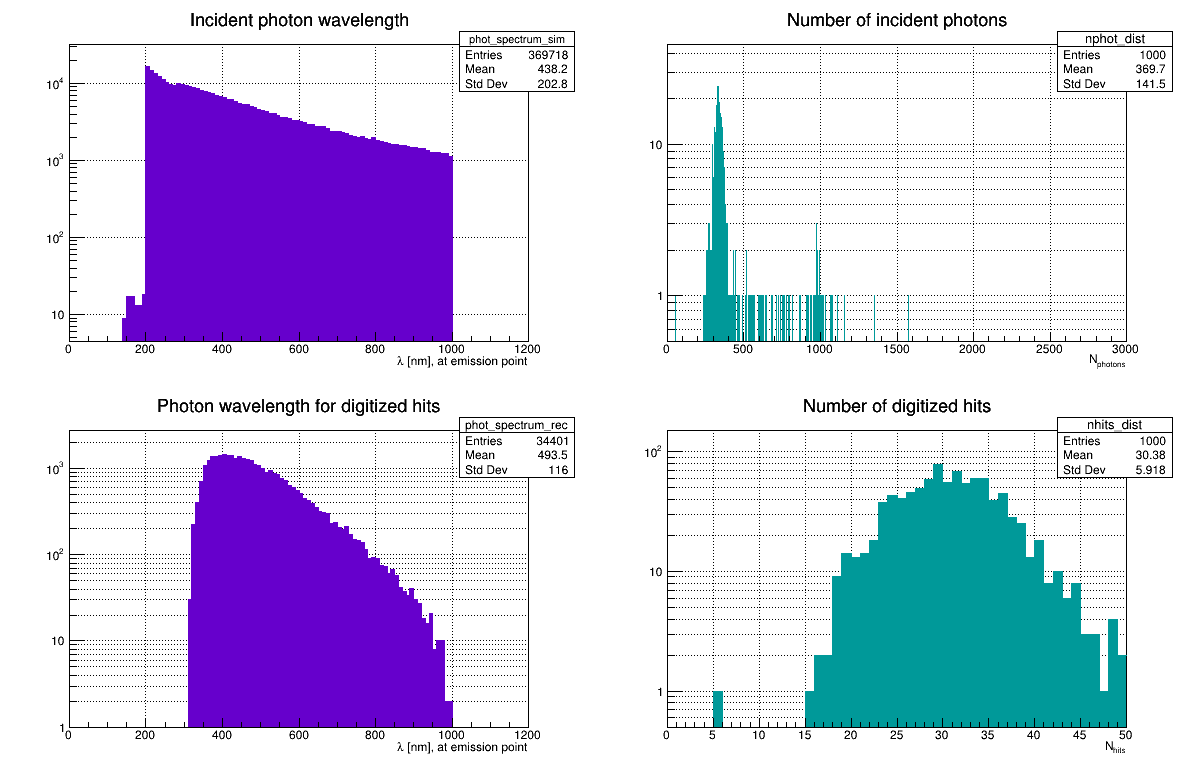 Incident photon wavelength
phot_spectrum_sim
Entries 369718
Mean 438.2
Std Dev 202.8
10⁴
10³
10²
10
0 200 400 600 800 1000 1200
λ [nm], at emission point
Number of incident photons
nphot_dist
Entries 1000
Mean 369.7
Std Dev 141.5
10
1
0 500 1000 1500 2000 2500 3000
N_photons
Photon wavelength for digitized hits
phot_spectrum_rec
Entries 34401
Mean 493.5
Std Dev 116
10³
10²
10
1
0 200 400 600 800 1000 1200
λ [nm], at emission point
Number of digitized hits
nhits_dist
Entries 1000
Mean 30.38
Std Dev 5.918
10²
10
1
0 5 10 15 20 25 30 35 40 45 50
N_hits